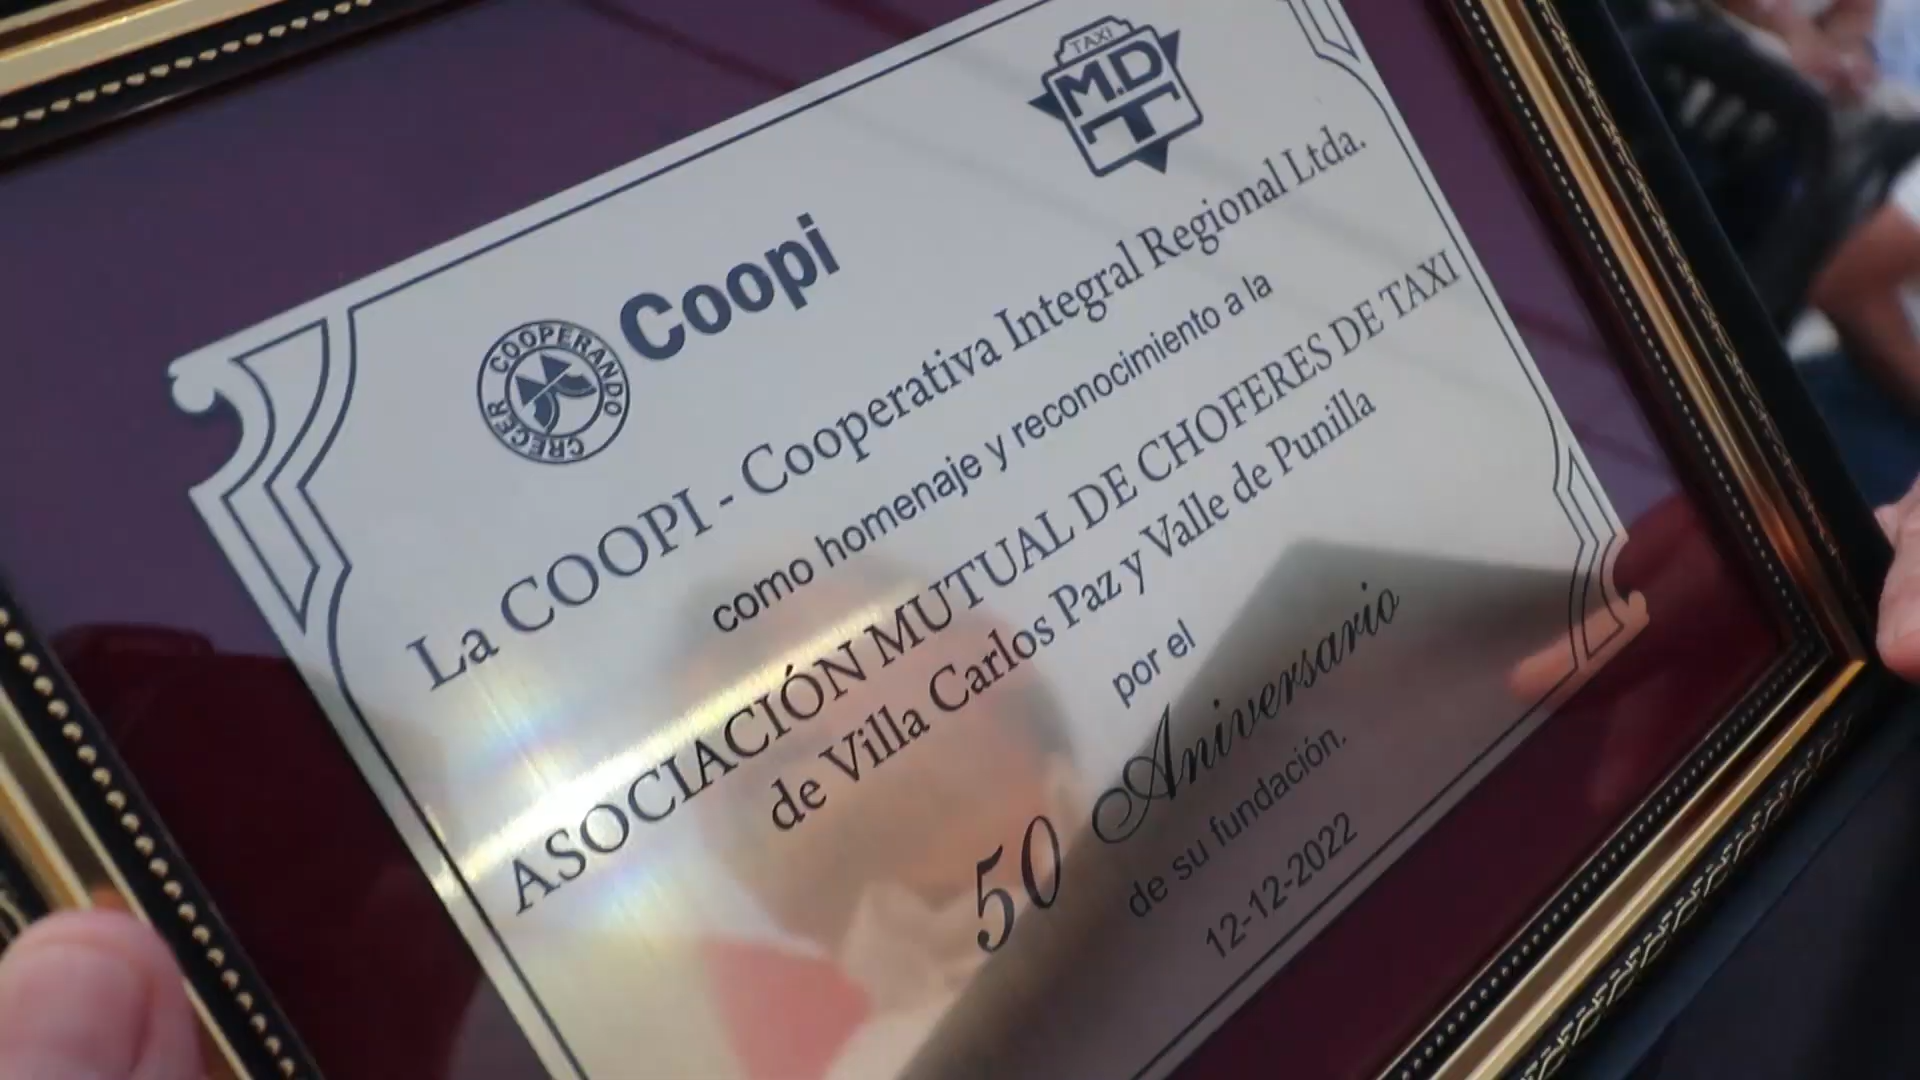 TAXI
M.D
T
Coopi
COOPERANDO CRECER
La COOPI - Cooperativa Integral Regional Ltda.
como homenaje y reconocimiento a la
ASOCIACIÓN MUTUAL DE CHOFERES DE TAXI
de Villa Carlos Paz y Valle de Punilla
por el
50 Aniversario
de su fundación.
12-12-2022